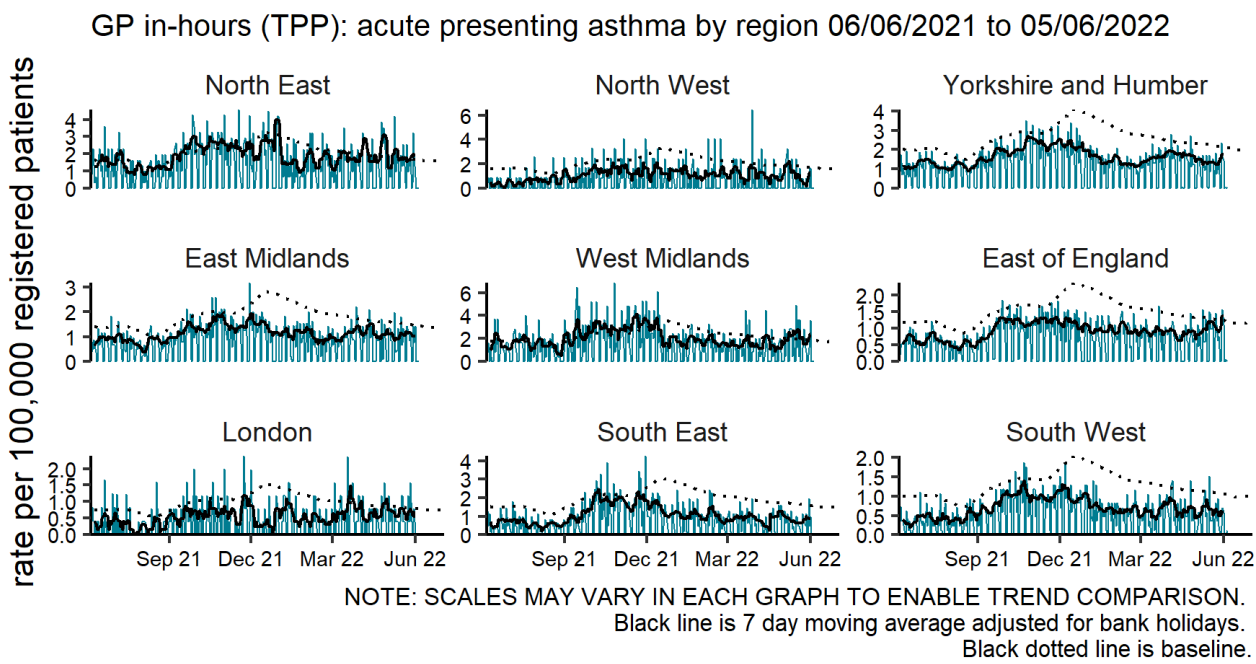 GP in-hours (TPP): acute presenting asthma by region 06/06/2021 to 05/06/2022
rate per 100,000 registered patients
North East
4
3
2
1
0
North West
6
4
2
0
Yorkshire and Humber
4
3
2
1
0
East Midlands
3
2
1
0
West Midlands
6
4
2
0
East of England
2.0
1.5
1.0
0.5
0.0
London
2.0
1.5
1.0
0.5
0.0
South East
4
3
2
1
0
South West
2.0
1.5
1.0
0.5
0.0
Sep 21 Dec 21 Mar 22 Jun 22
Sep 21 Dec 21 Mar 22 Jun 22
Sep 21 Dec 21 Mar 22 Jun 22
NOTE: SCALES MAY VARY IN EACH GRAPH TO ENABLE TREND COMPARISON.
Black line is 7 day moving average adjusted for bank holidays.
Black dotted line is baseline.